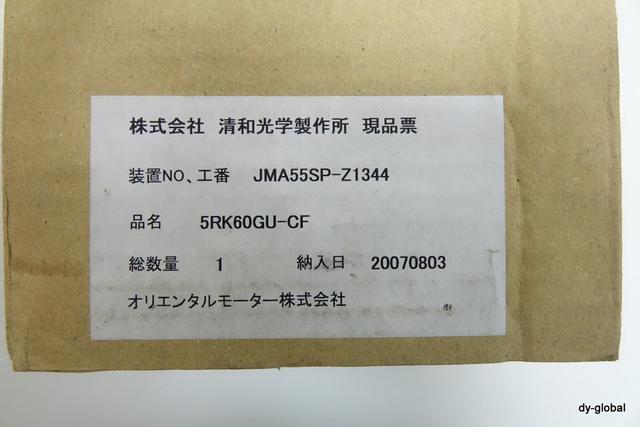 株式会社 清和光学製作所 現品票
装置NO、工番 JMA55SP-Z1344
品名 5RK60GU-CF
総数量 1 納入日 20070803
オリエンタルモーター株式会社
dy-global